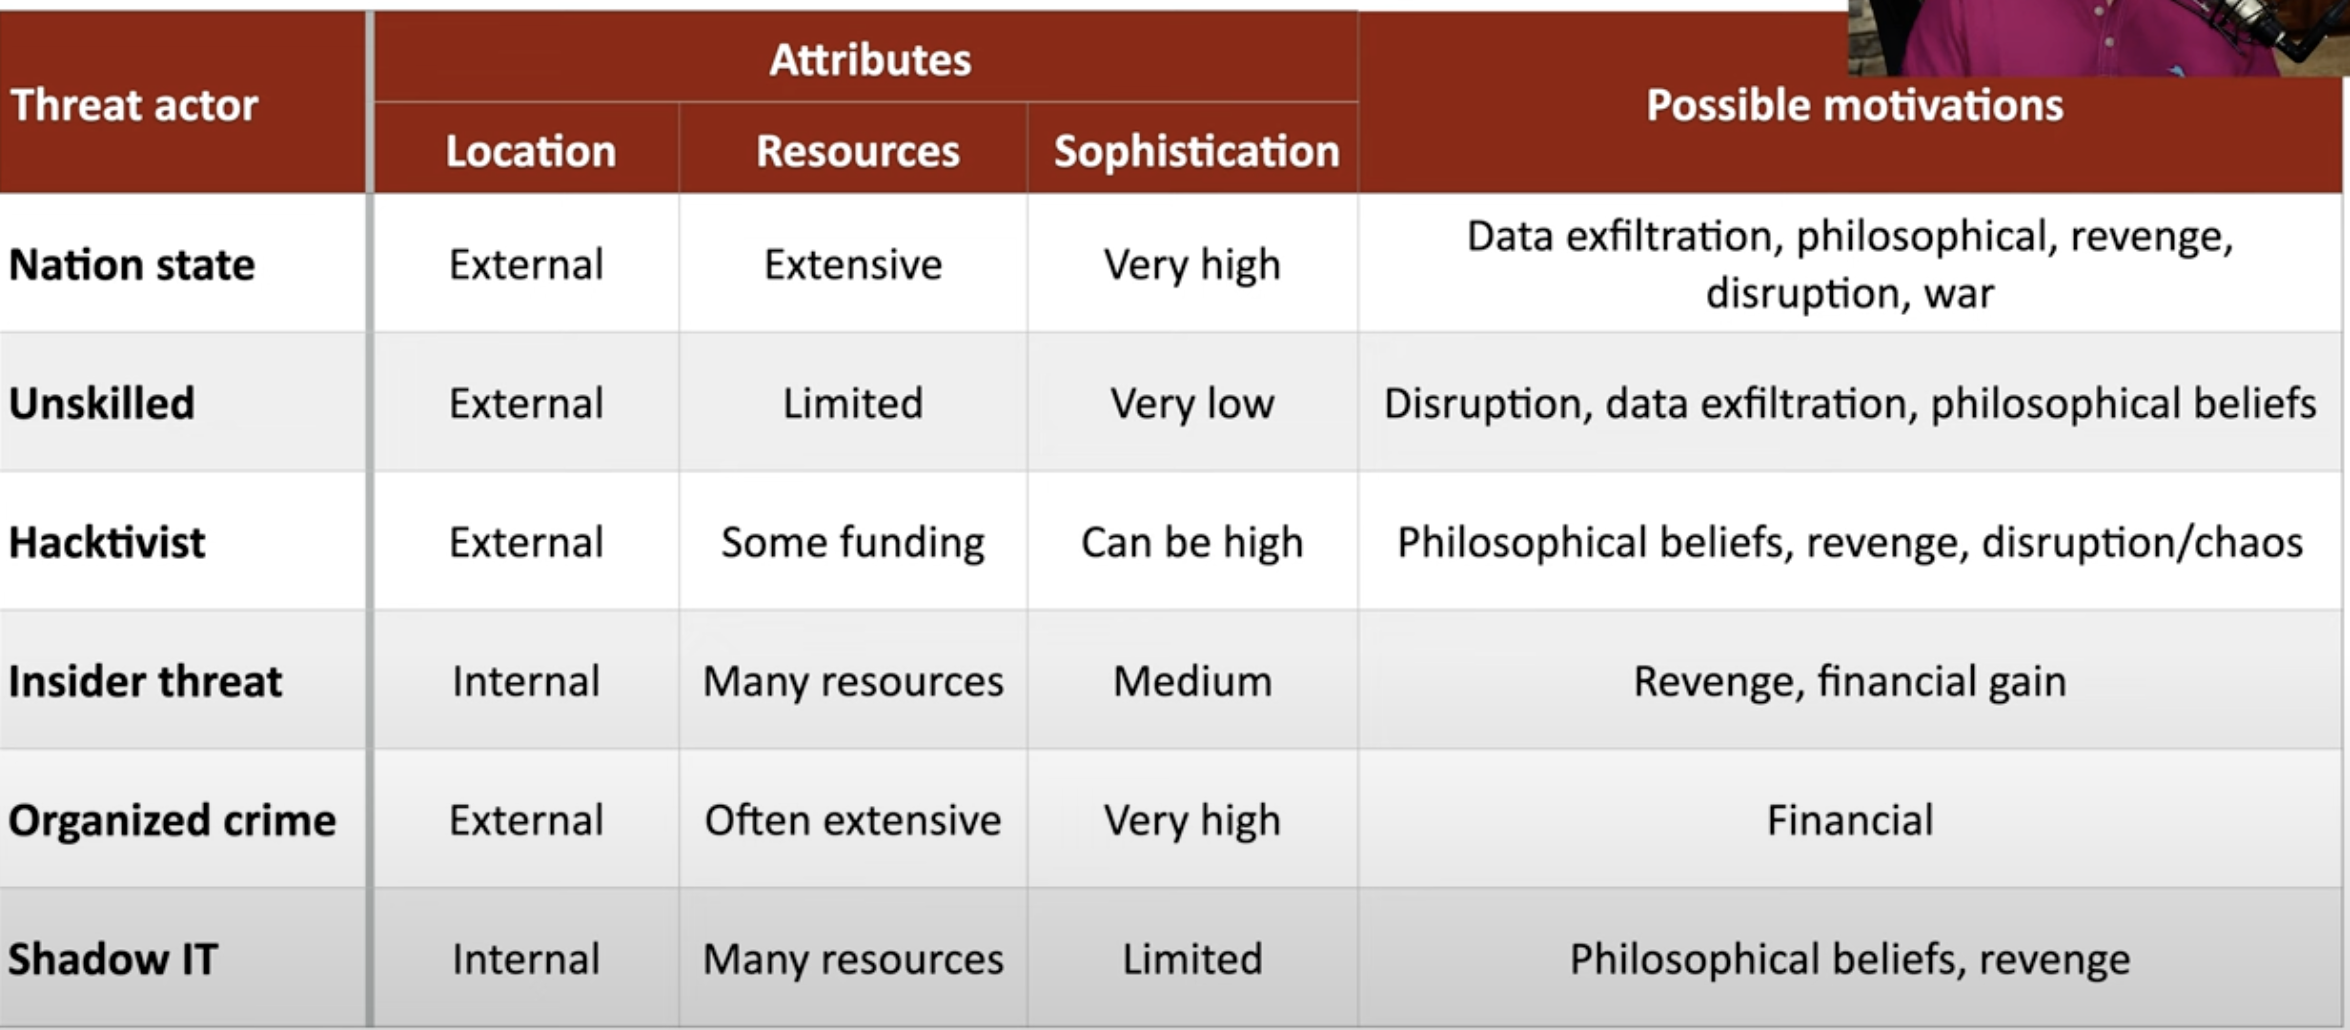 Threat actor
Attributes
Possible motivations
Location
Resources
Sophistication
Nation state
External
Extensive
Very high
Data exfiltration, philosophical, revenge,
disruption, war
Unskilled
External
Limited
Very low
Disruption, data exfiltration, philosophical beliefs
Hacktivist
External
Some funding
Can be high
Philosophical beliefs, revenge, disruption/chaos
Insider threat
Internal
Many resources
Medium
Revenge, financial gain
Organized crime
External
Often extensive
Very high
Financial
Shadow IT
Internal
Many resources
Limited
Philosophical beliefs, revenge